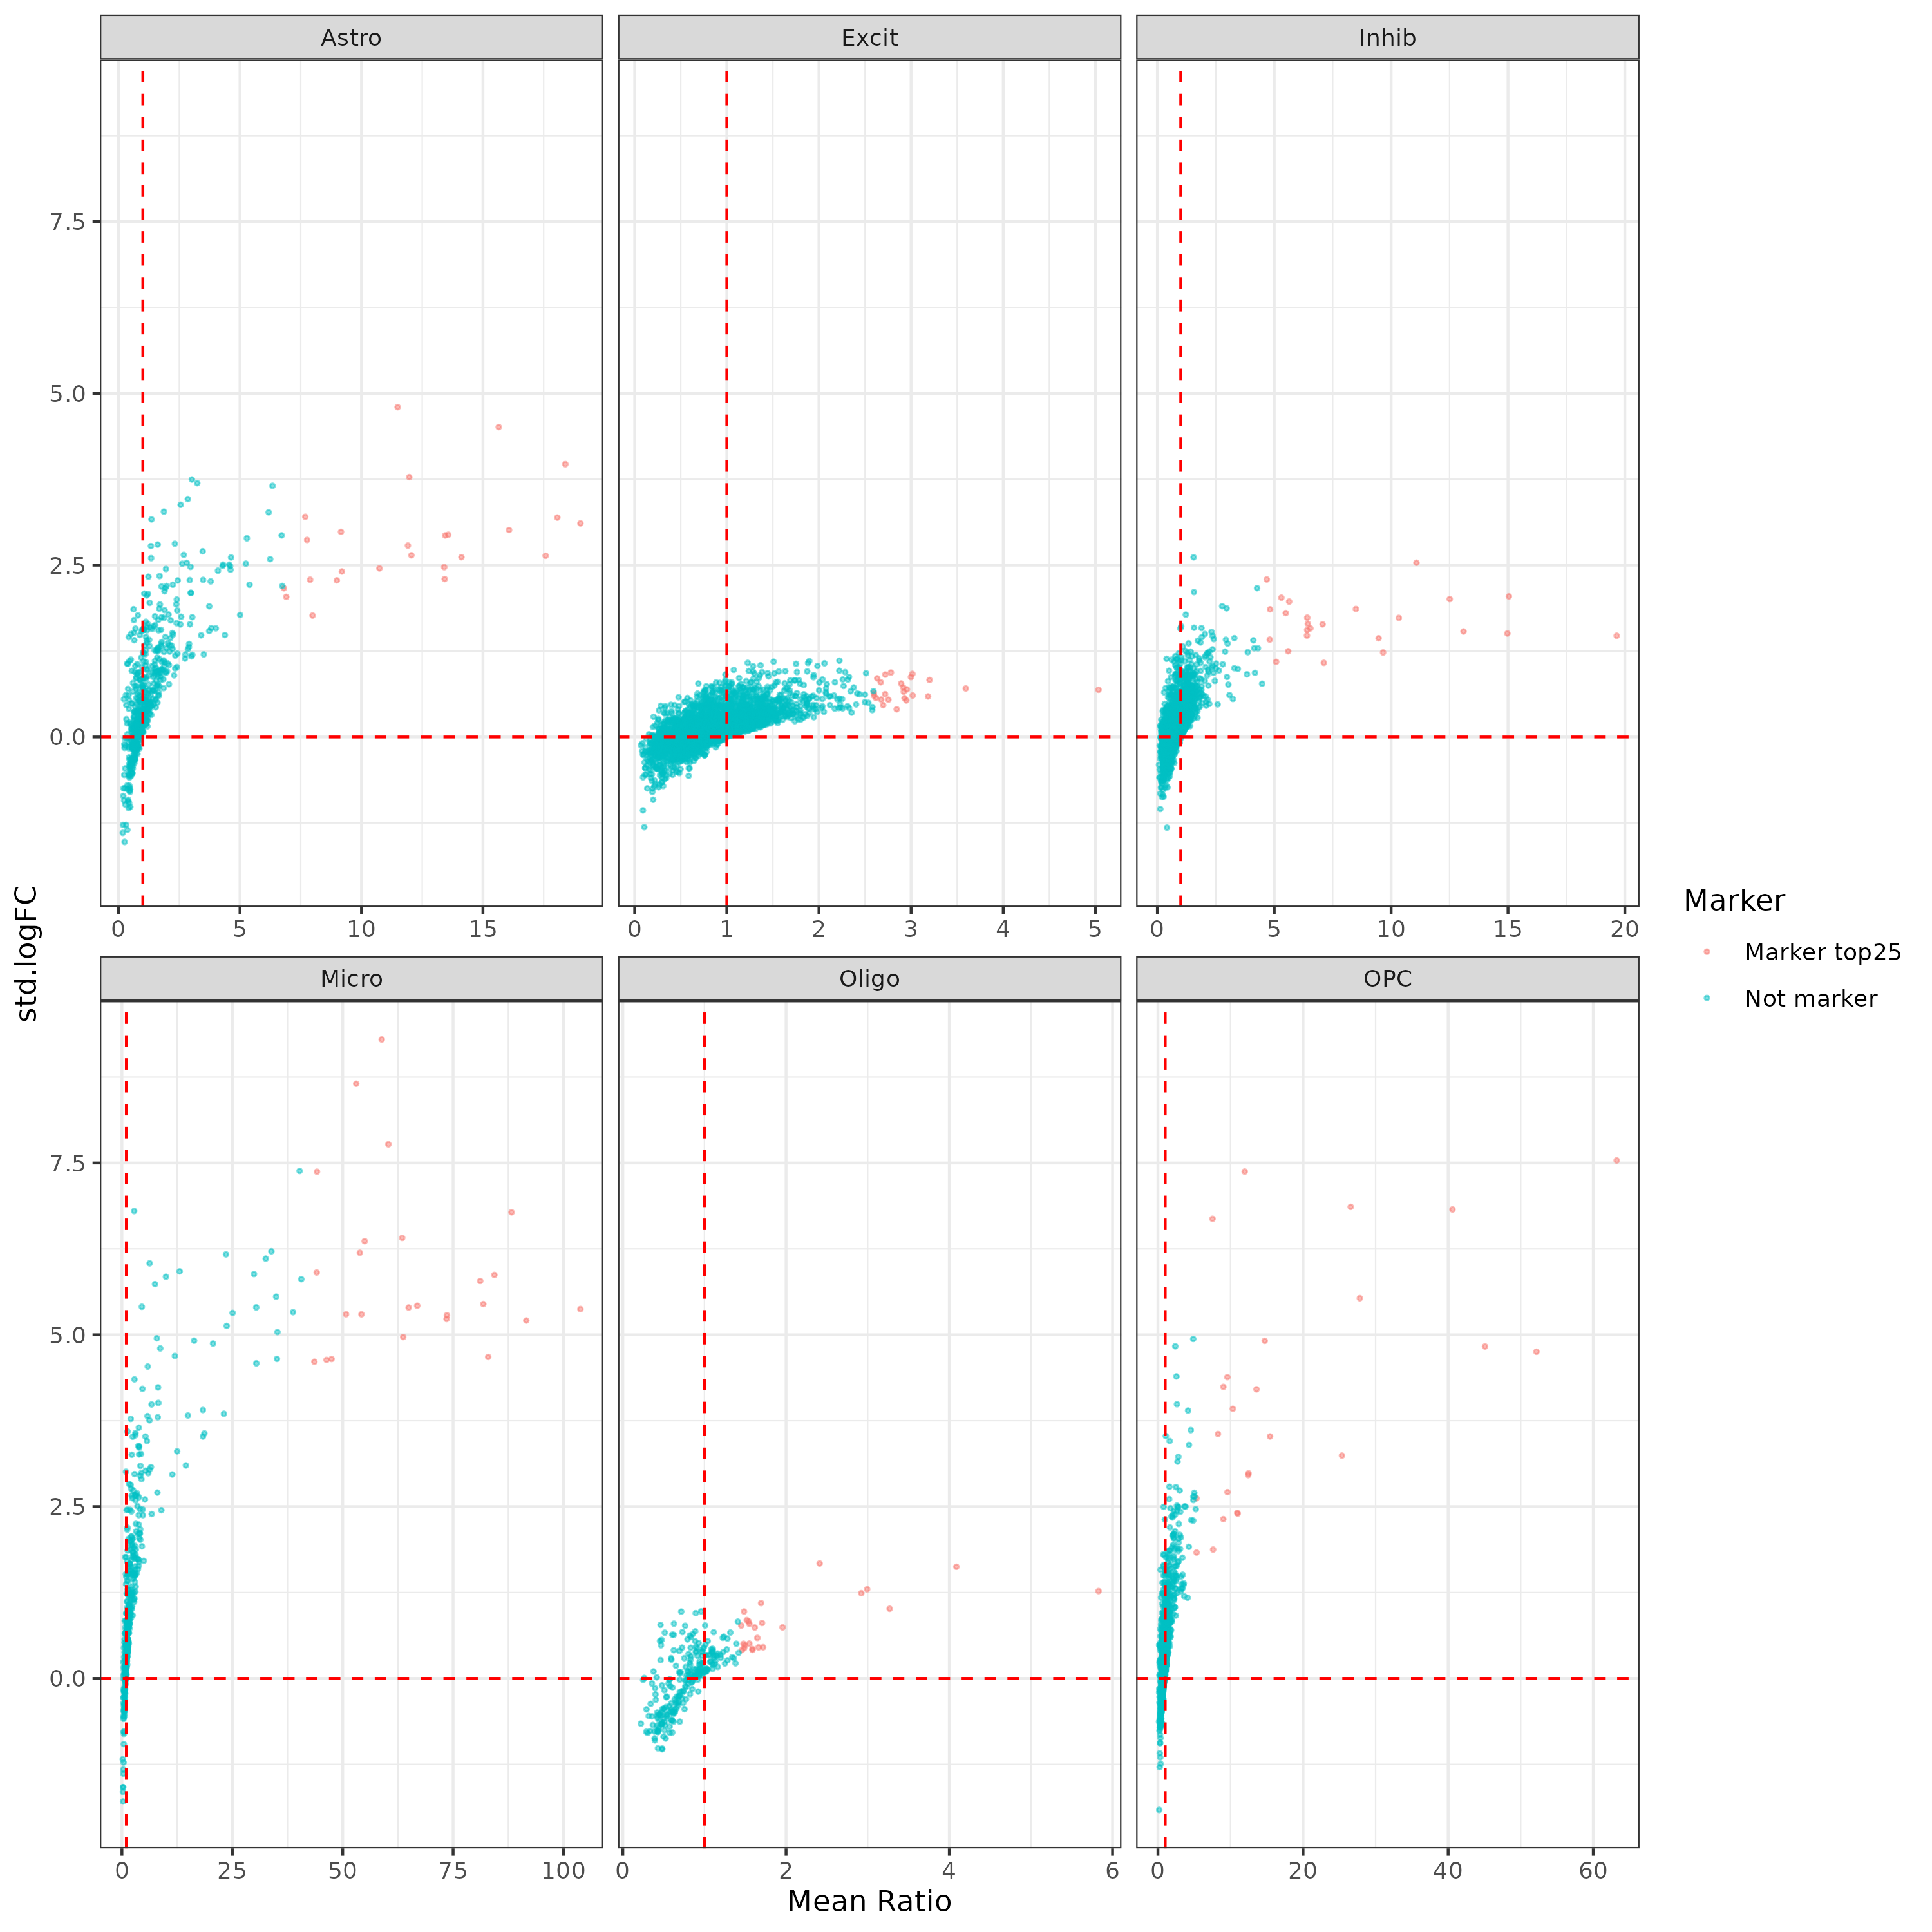 Astro Excit Inhib
7.5
5.0
2.5
0.0
0 5 10 15 0 1 2 3 4 5 0 5 10 15 20
std.logFC
Micro Oligo OPC
7.5
5.0
2.5
0.0
0 25 50 75 100 0 2 4 6 0 20 40 60
Mean Ratio
Marker
Marker top25
Not marker